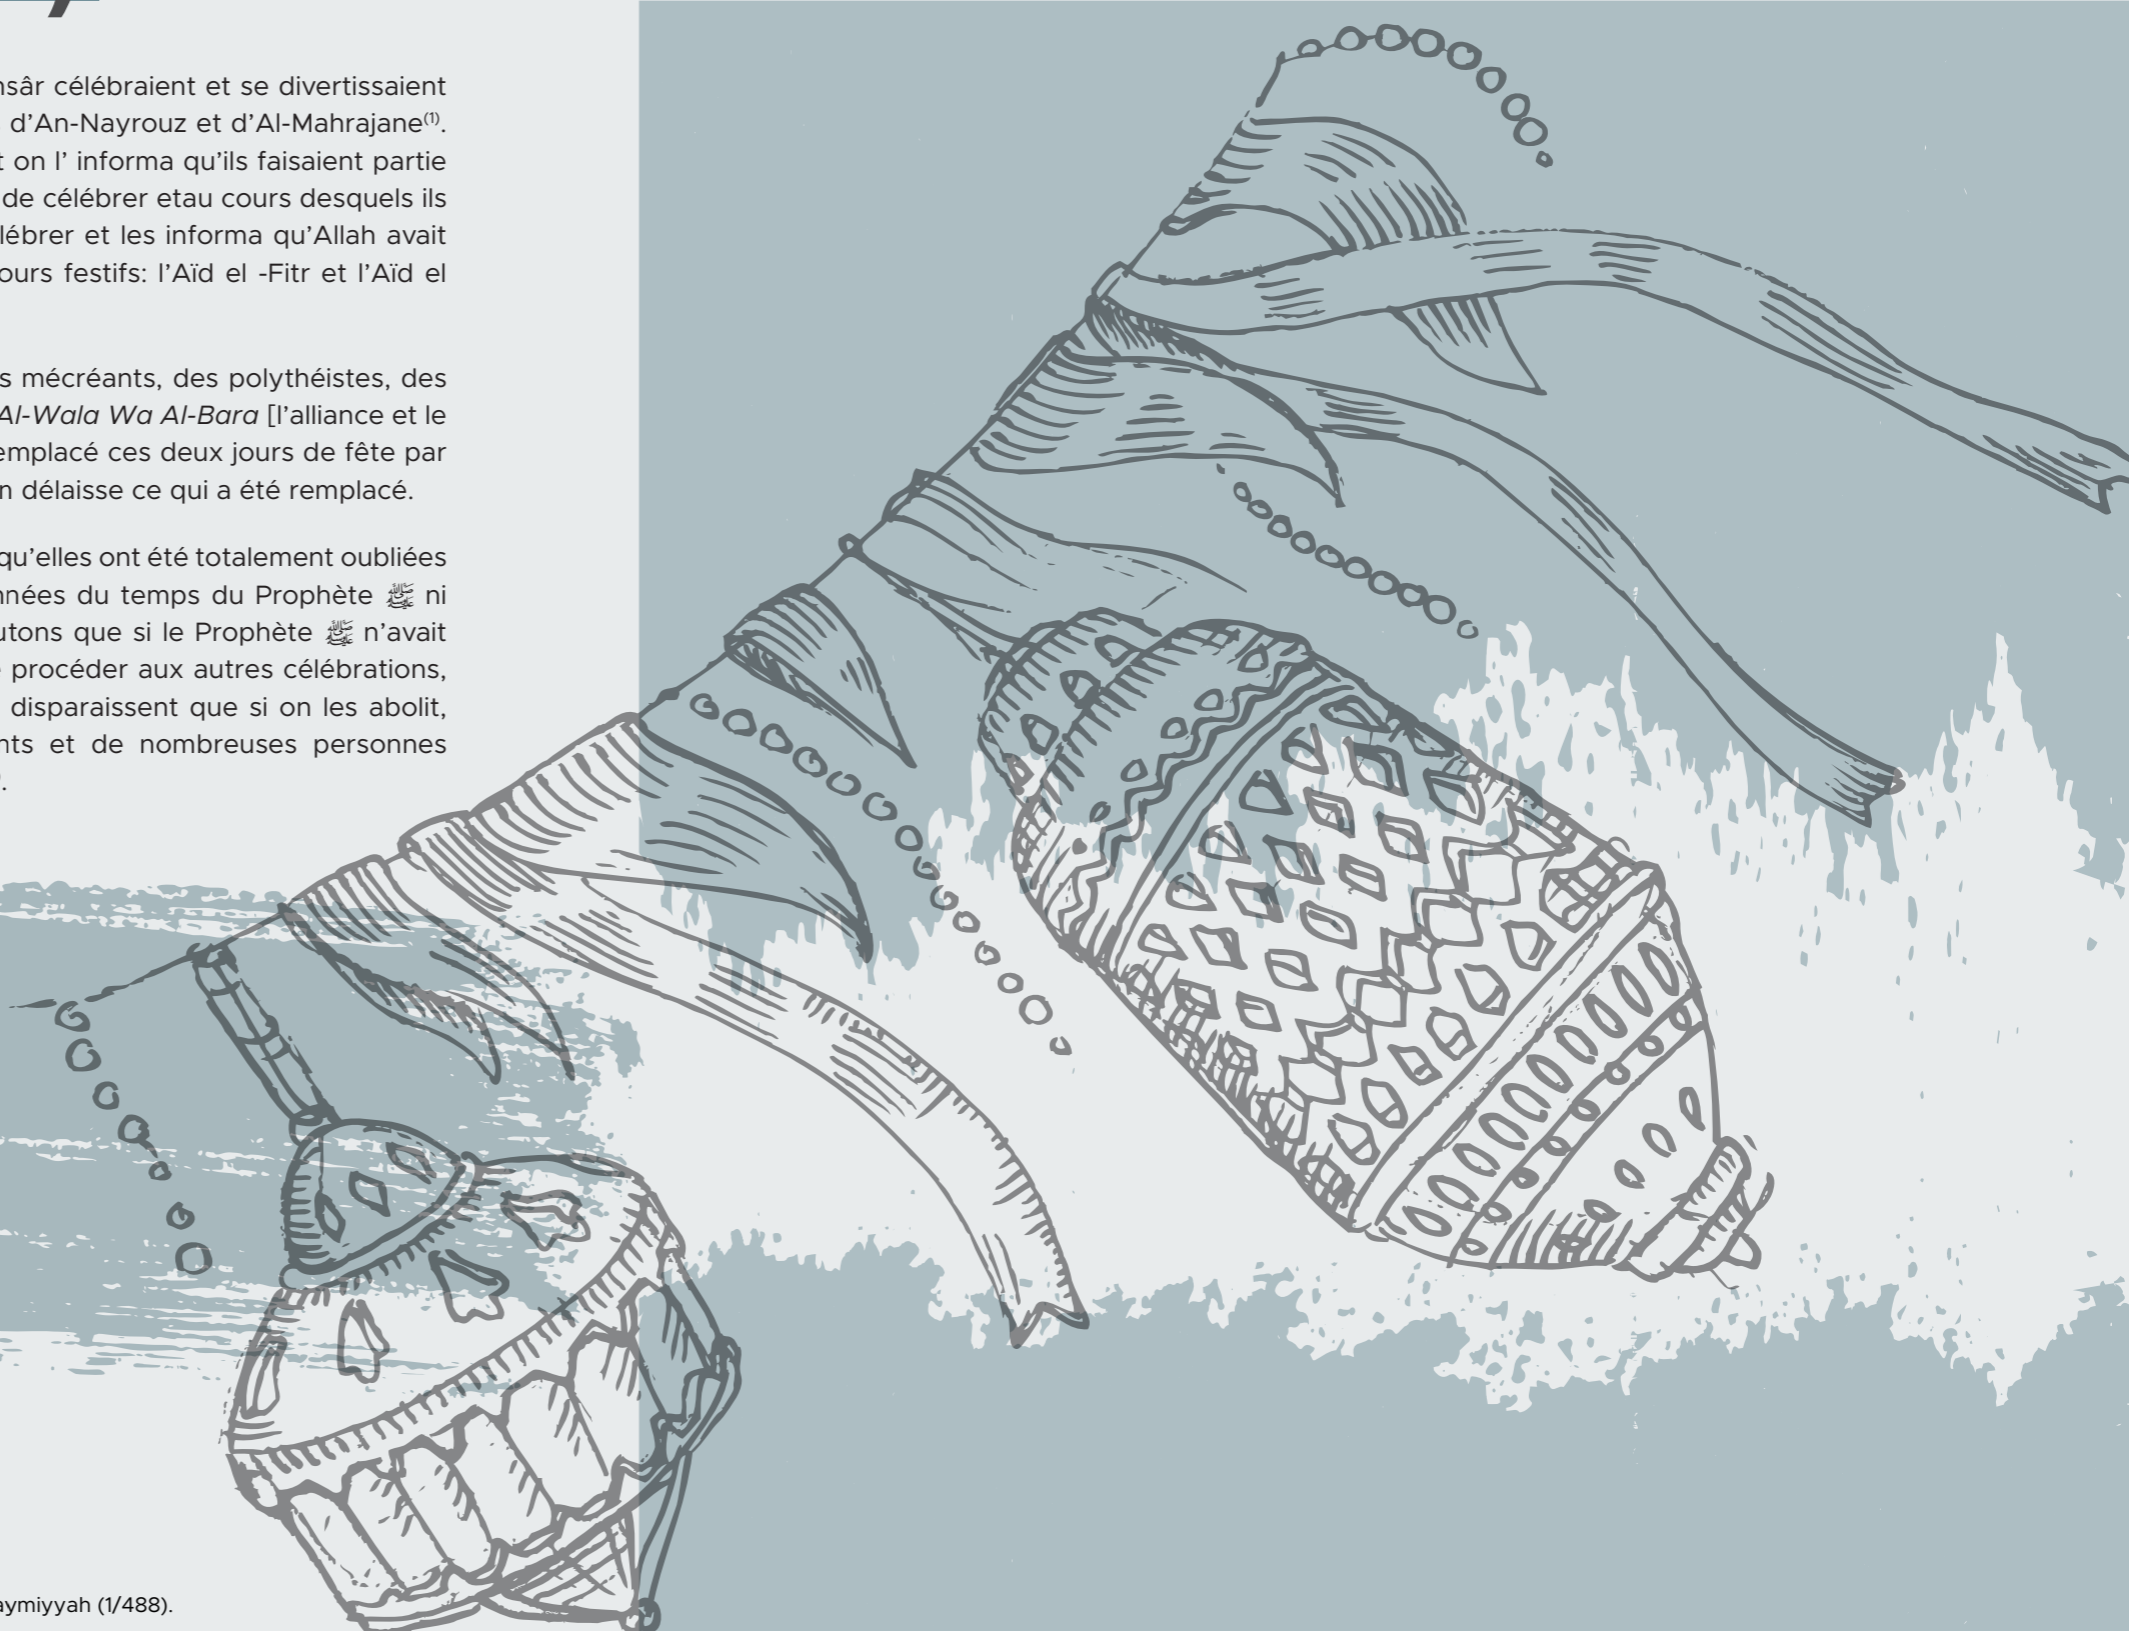 nsâr célébraient et se divertissaient
d'An-Nayrouz et d'Al-Mahrajane⁽¹⁾.
t on l' informa qu'ils faisaient partie
de célébrer etau cours desquels ils
lébrer et les informa qu'Allah avait
ours festifs: l'Aïd el -Fitr et l'Aïd el
s mécréants, des polythéistes, des
Al-Wala Wa Al-Bara [l'alliance et le
emplacé ces deux jours de fête par
n délaisse ce qui a été remplacé.
qu'elles ont été totalement oubliées
nnées du temps du Prophète ﷺ ni
utons que si le Prophète ﷺ n'avait
e procéder aux autres célébrations,
disparaissent que si on les abolit,
nts et de nombreuses personnes
aymiyyah (1/488).